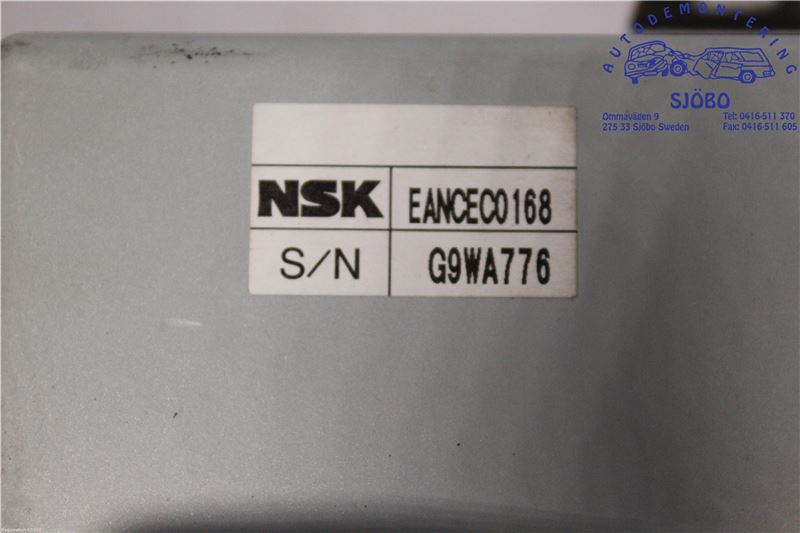 AUTODEMONTERING
SJÖBO
Ommavägen 9 Tel: 0416-511 370
275 33 Sjöbo Sweden Fax: 0416-511 605
NSK EANCEC0168
S/N G9WA776